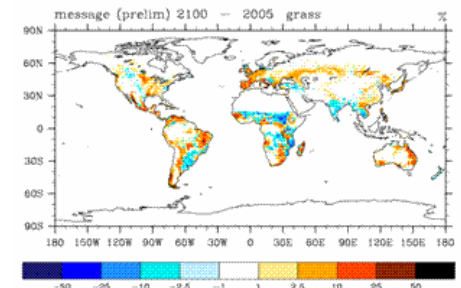 message (prelim) 2100 – 2005 grass %
90N
60N
30N
0
30S
60S
90S
180 150W 120W 90W 60W 30W 0 30E 60E 90E 120E 150E 180
-50 -25 -10 -2.5 -1 1 2.5 10 25 50